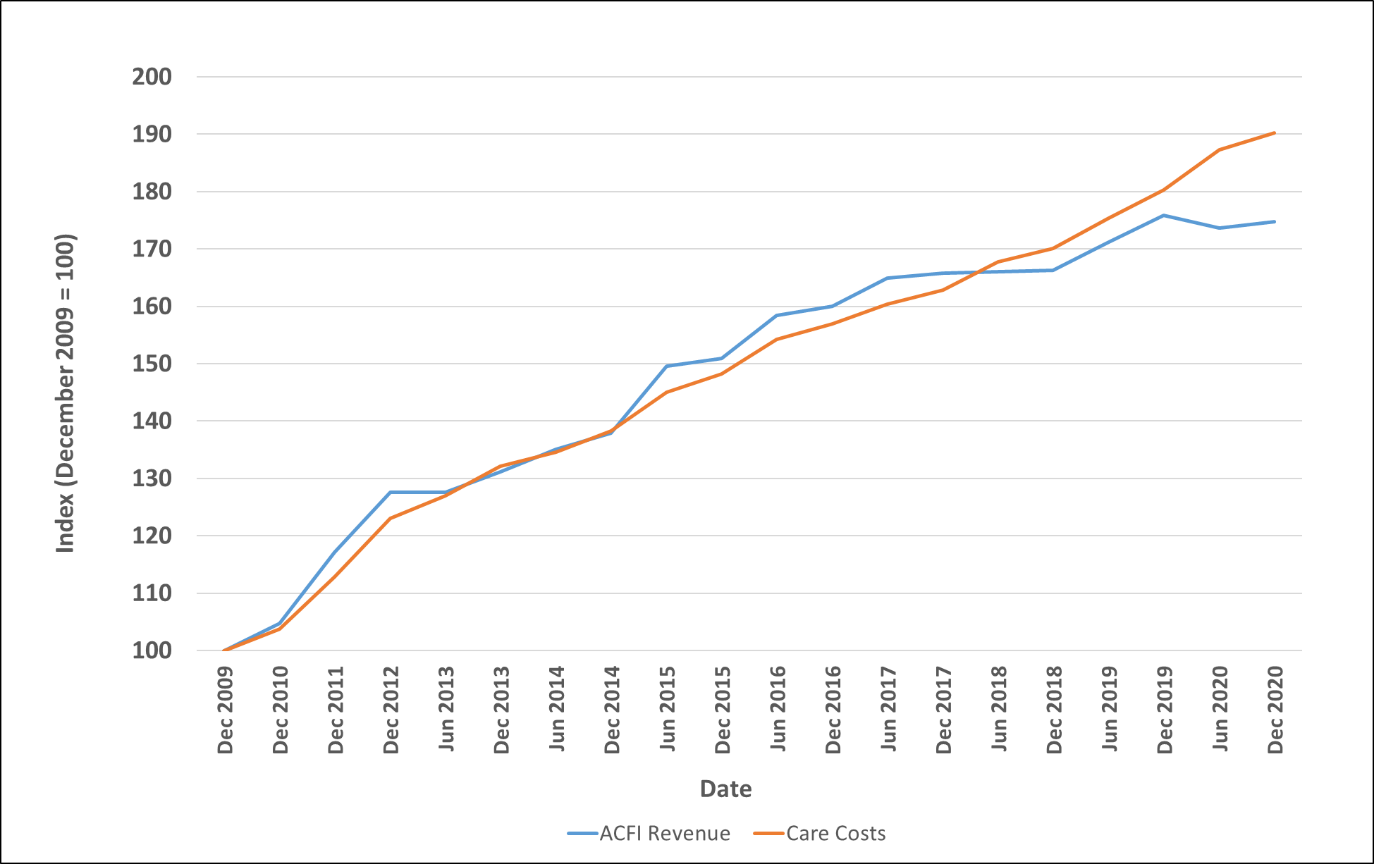 200
190
180
170
160
150
140
130
120
110
100
Index (December 2009 = 100)
Dec 2009
Dec 2010
Dec 2011
Dec 2012
Jun 2013
Dec 2013
Jun 2014
Dec 2014
Jun 2015
Dec 2015
Jun 2016
Dec 2016
Jun 2017
Dec 2017
Jun 2018
Dec 2018
Jun 2019
Dec 2019
Jun 2020
Dec 2020
Date
ACFI Revenue
Care Costs